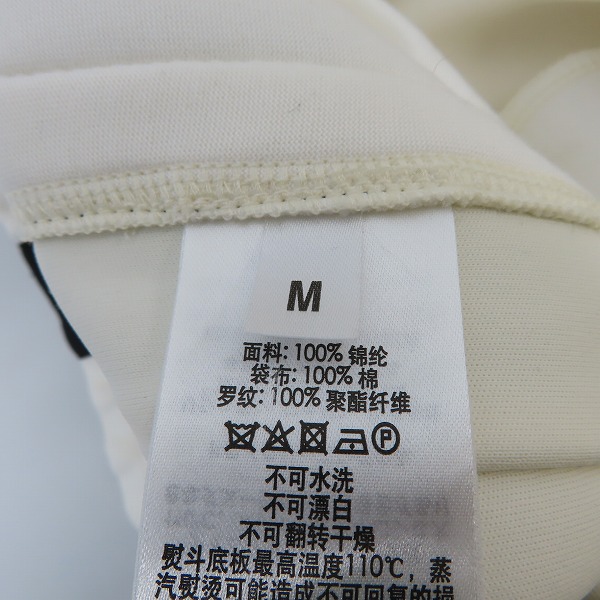 M
面料: 100% 锦纶
袋布: 100% 棉
罗纹: 100% 聚酯纤维
P
不可水洗
不可漂白
不可翻转干燥
熨斗底板最高温度110℃, 蒸
汽熨烫可能造成不可回复的损